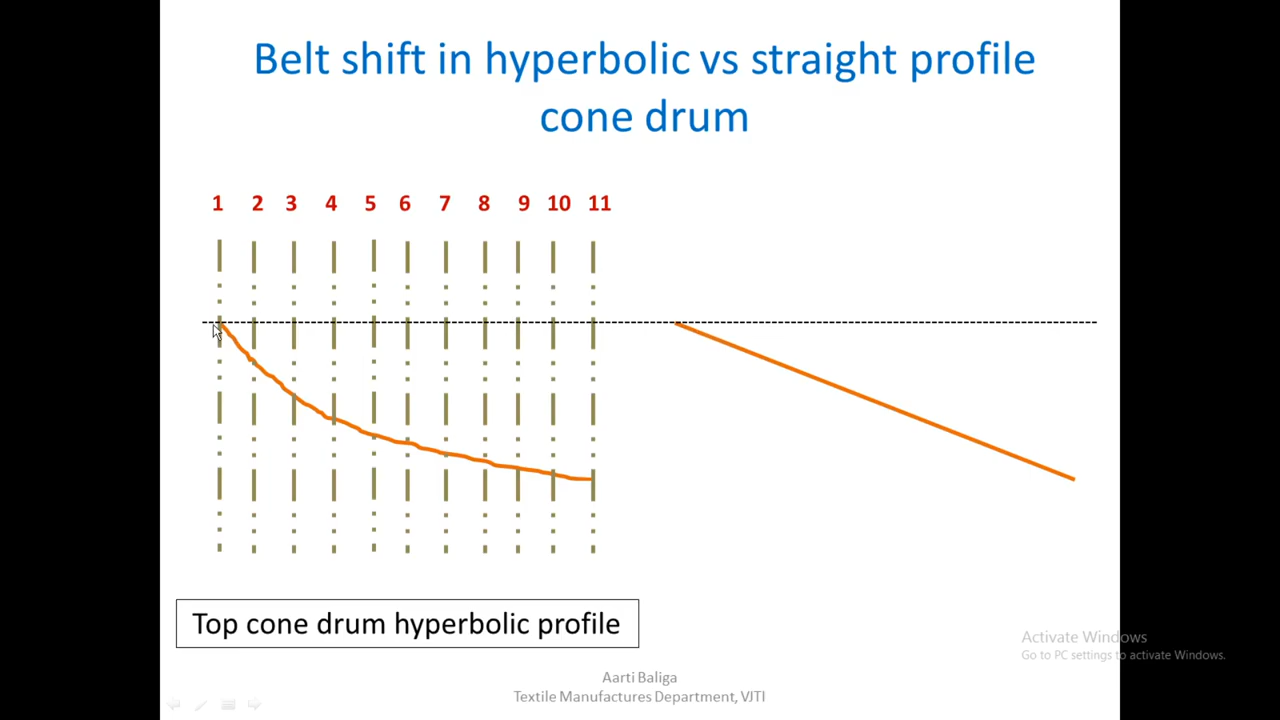 Belt shift in hyperbolic vs straight profile
cone drum
1 2 3 4 5 6 7 8 9 10 11
Top cone drum hyperbolic profile
Activate Windows
Go to PC settings to activate Windows.
Aarti Baliga
Textile Manufactures Department, VJTI